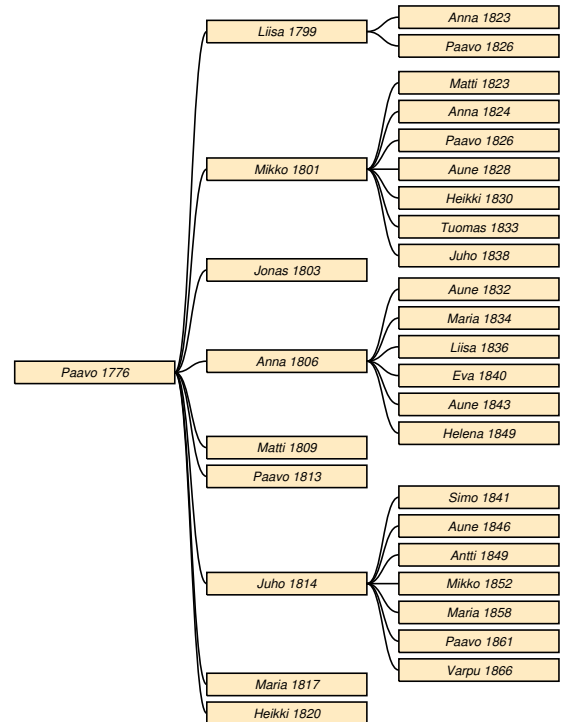 Paavo 1776
Liisa 1799
Anna 1823
Paavo 1826
Mikko 1801
Matti 1823
Anna 1824
Paavo 1826
Aune 1828
Heikki 1830
Tuomas 1833
Juho 1838
Jonas 1803
Anna 1806
Aune 1832
Maria 1834
Liisa 1836
Eva 1840
Aune 1843
Helena 1849
Matti 1809
Paavo 1813
Juho 1814
Simo 1841
Aune 1846
Antti 1849
Mikko 1852
Maria 1858
Paavo 1861
Varpu 1866
Maria 1817
Heikki 1820